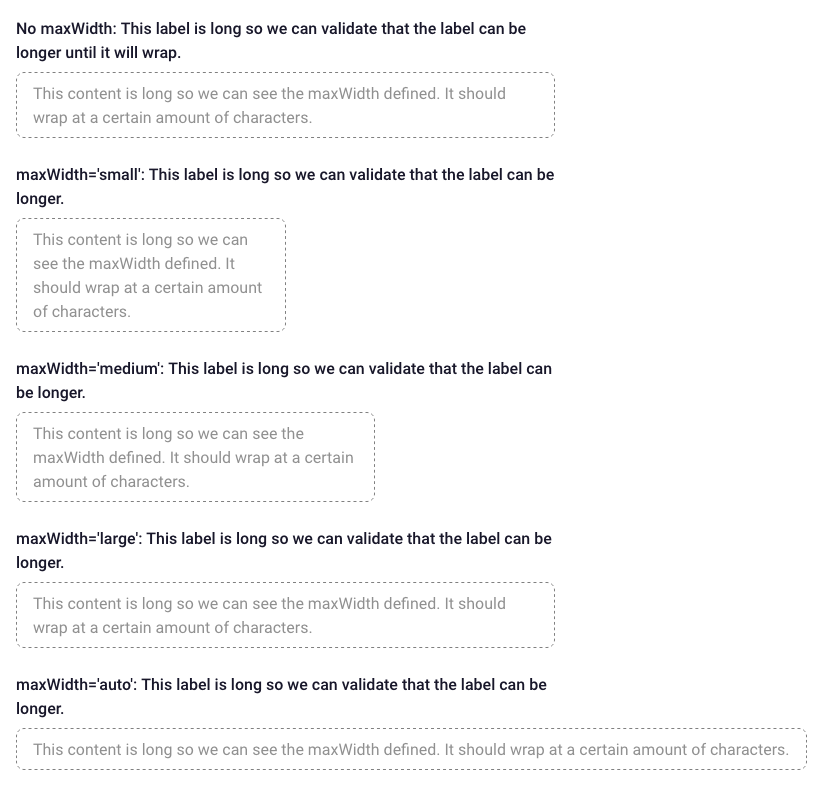 No maxWidth: This label is long so we can validate that the label can be
longer until it will wrap.
This content is long so we can see the maxWidth defined. It should
wrap at a certain amount of characters.
maxWidth='small': This label is long so we can validate that the label can be
longer.
This content is long so we can
see the maxWidth defined. It
should wrap at a certain amount
of characters.
maxWidth='medium': This label is long so we can validate that the label can
be longer.
This content is long so we can see the
maxWidth defined. It should wrap at a certain
amount of characters.
maxWidth='large': This label is long so we can validate that the label can be
longer.
This content is long so we can see the maxWidth defined. It should
wrap at a certain amount of characters.
maxWidth='auto': This label is long so we can validate that the label can be
longer.
This content is long so we can see the maxWidth defined. It should wrap at a certain amount of characters.